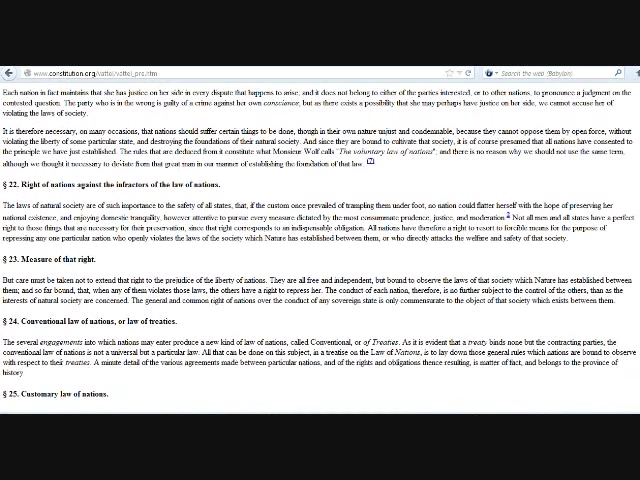 www.constitution.org/vattel/vattel_pre.htm
Search the web (Babylon)
Each nation in fact maintains that she has justice on her side in every dispute that happens to arise, and it does not belong to either of the parties interested, or to other nations, to pronounce a judgment on the
contested question. The party who is in the wrong is guilty of a crime against her own conscience; but as there exists a possibility that she may perhaps have justice on her side, we cannot accuse her of
violating the laws of society.
It is therefore necessary, on many occasions, that nations should suffer certain things to be done, though in their own nature unjust and condemnable, because they cannot oppose them by open force, without
violating the liberty of some particular state, and destroying the foundations of their natural society. And since they are bound to cultivate that society, it is of course presumed that all nations have consented to
the principle we have just established. The rules that are deduced from it constitute what Monsieur Wolf calls "The voluntary law of nations", and there is no reason why we should not use the same term,
although we thought it necessary to deviate from that great man in our manner of establishing the foundation of that law. (7)
§ 22. Right of nations against the infractors of the law of nations.
The laws of natural society are of such importance to the safety of all states, that, if the custom once prevailed of trampling them under foot, no nation could flatter herself with the hope of preserving her
national existence, and enjoying domestic tranquility, however attentive to pursue every measure dictated by the most consummate prudence, justice, and moderation.2 Not all men and all states have a perfect
right to those things that are necessary for their preservation, since that right corresponds to an indispensable obligation. All nations have therefore a right to resort to forcible means for the purpose of
repressing any one particular nation who openly violates the laws of the society which Nature has established between them, or who directly attacks the welfare and safety of that society.
§ 23. Measure of that right.
But care must be taken not to extend that right to the prejudice of the liberty of nations. They are all free and independent, but bound to observe the laws of that society which Nature has established between
them; and so far bound, that, when any of them violates those laws, the others have a right to repress her. The conduct of each nation, therefore, is no further subject to the control of the others, than as the
interests of natural society are concerned. The general and common right of nations over the conduct of any sovereign state is only commensurate to the object of that society which exists between them.
§ 24. Conventional law of nations, or law of treaties.
The several engagements into which nations may enter produce a new kind of law of nations, called Conventional, or of Treaties. As it is evident that a treaty binds none but the contracting parties, the
conventional law of nations is not a universal but a particular law. All that can be done on this subject, in a treatise on the Law of Nations, is to lay down those general rules which nations are bound to observe
with respect to their treaties. A minute detail of the various agreements made between particular nations, and of the rights and obligations thence resulting, is matter of fact, and belongs to the province of
history
§ 25. Customary law of nations.